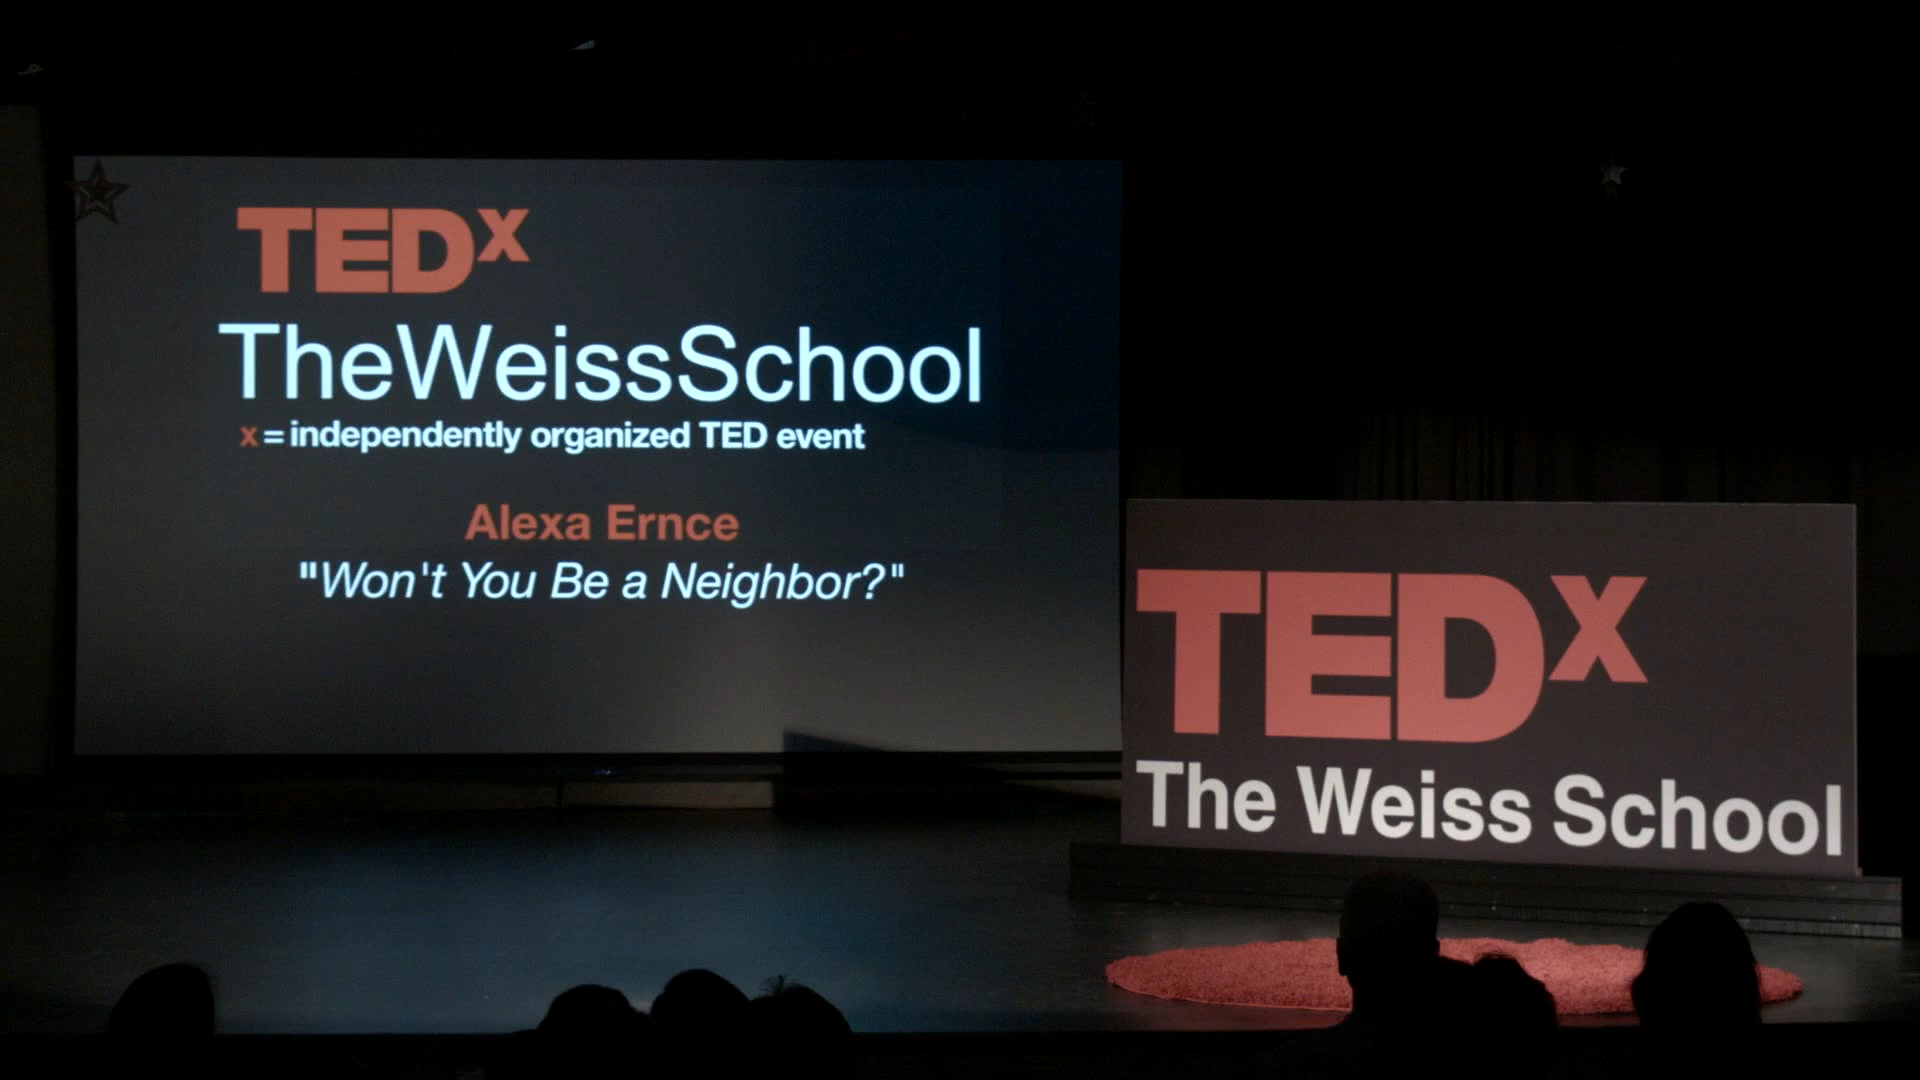 TEDx
TheWeissSchool
x = independently organized TED event
Alexa Ernce
"Won't You Be a Neighbor?"
TEDx
The Weiss School